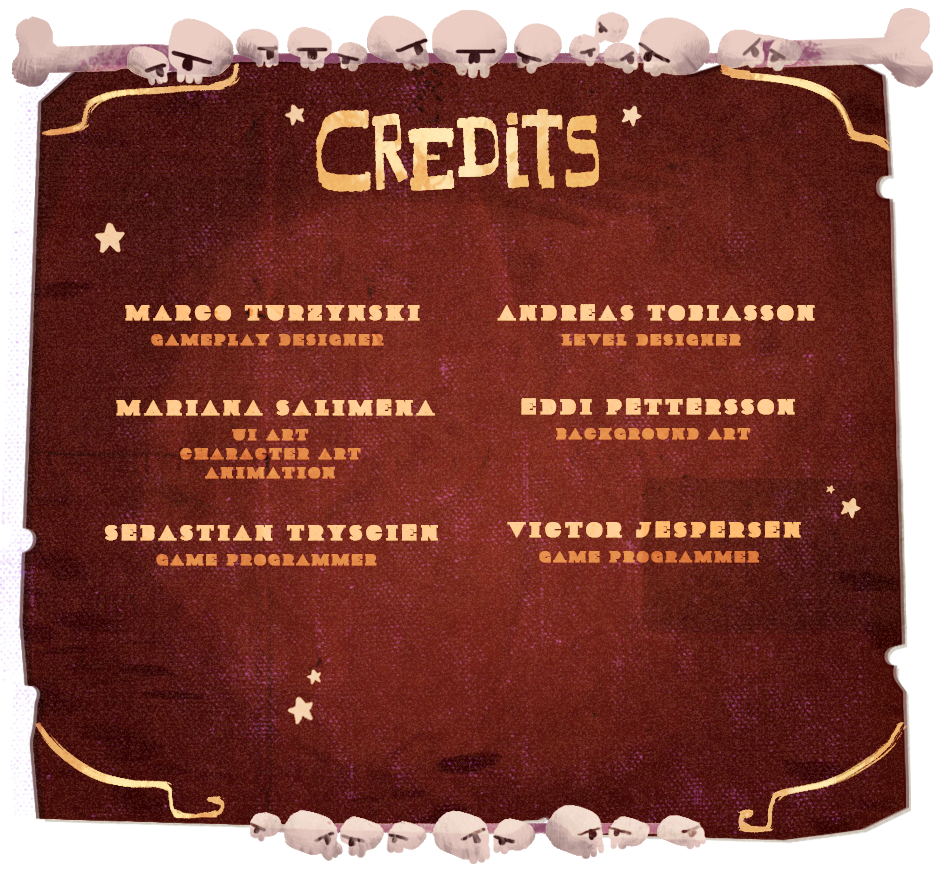 CREDiTS
MARCO TURZYNSKI
GAMEPLAY DESIGNER
ANDREAS TOBIASSON
LEVEL DESIGNER
MARIANA SALIMENA
UI ART
CHARACTER ART
ANIMATION
EDDI PETTERSSON
BACKGROUND ART
SEBASTIAN TRYSCIEN
GAME PROGRAMMER
VICTOR JESPERSEN
GAME PROGRAMMER